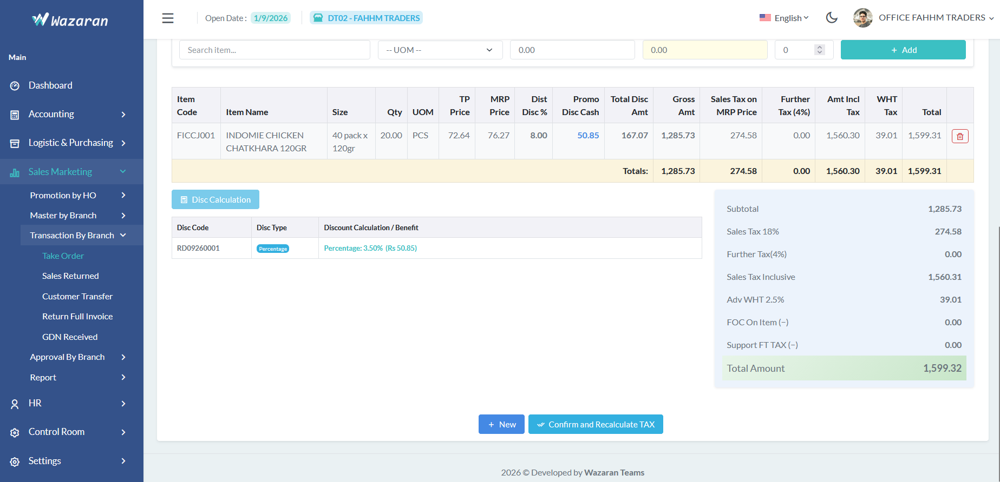 Wazaran
Open Date : 1/9/2026
DT02 - FAHHM TRADERS
English
OFFICE FAHHM TRADERS
Main
Dashboard
Accounting
Logistic & Purchasing
Sales Marketing
Promotion by HO
Master by Branch
Transaction By Branch
Take Order
Sales Returned
Customer Transfer
Return Full Invoice
GDN Received
Approval By Branch
Report
HR
Control Room
Settings
Search item... -- UOM -- 0.00 0.00 0 + Add
Item Code Item Name Size Qty UOM TP Price MRP Price Dist Disc % Promo Disc Cash Total Disc Amt Gross Amt Sales Tax on MRP Price Further Tax (4%) Amt Incl Tax WHT Tax Total
FICCJ001 INDOMIE CHICKEN CHATKHARA 120GR 40 pack x 120gr 20.00 PCS 72.64 76.27 8.00 50.85 167.07 1,285.73 274.58 0.00 1,560.30 39.01 1,599.31
Totals: 1,285.73 274.58 0.00 1,560.30 39.01 1,599.31
Disc Calculation
Disc Code Disc Type Discount Calculation / Benefit
RD09260001 Percentage Percentage: 3.50% (Rs 50.85)
Subtotal 1,285.73
Sales Tax 18% 274.58
Further Tax(4%) 0.00
Sales Tax Inclusive 1,560.31
Adv WHT 2.5% 39.01
FOC On Item (−) 0.00
Support FT TAX (−) 0.00
Total Amount 1,599.32
+ New
Confirm and Recalculate TAX
2026 © Developed by Wazaran Teams